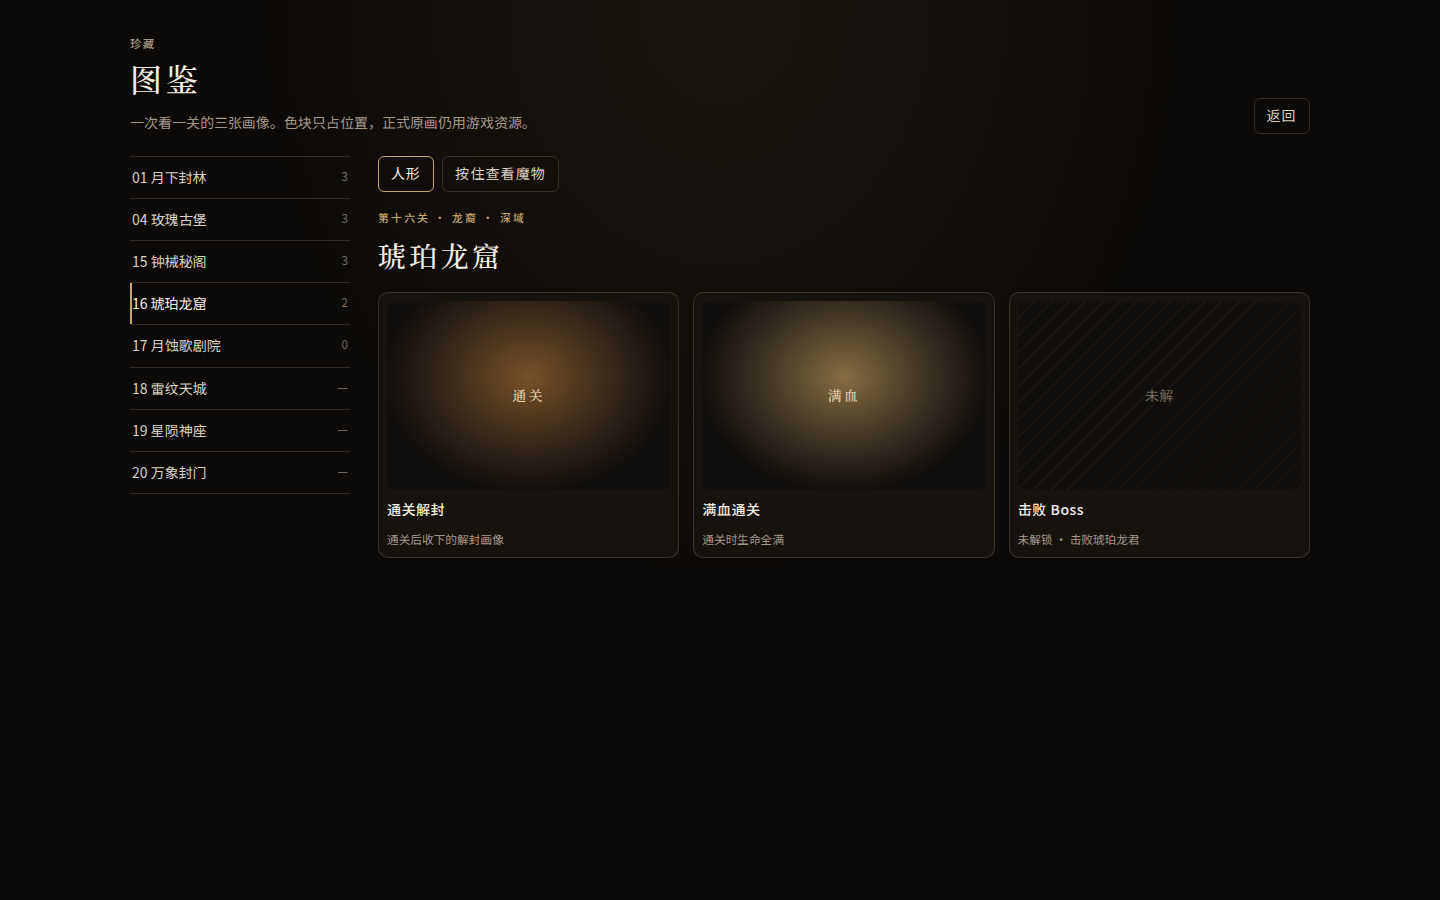 珍藏
图鉴
一次看一关的三张画像。色块只占位置，正式原画仍用游戏资源。
返回
01 月下封林 3
04 玫瑰古堡 3
15 钟械秘阁 3
16 琥珀龙窟 2
17 月蚀歌剧院 0
18 雷纹天城 —
19 星陨神座 —
20 万象封门 —
人形
按住查看魔物
第十六关 · 龙裔 · 深域
琥珀龙窟
通关
通关解封
通关后收下的解封画像
满血
满血通关
通关时生命全满
未解
击败 Boss
未解锁 · 击败琥珀龙君